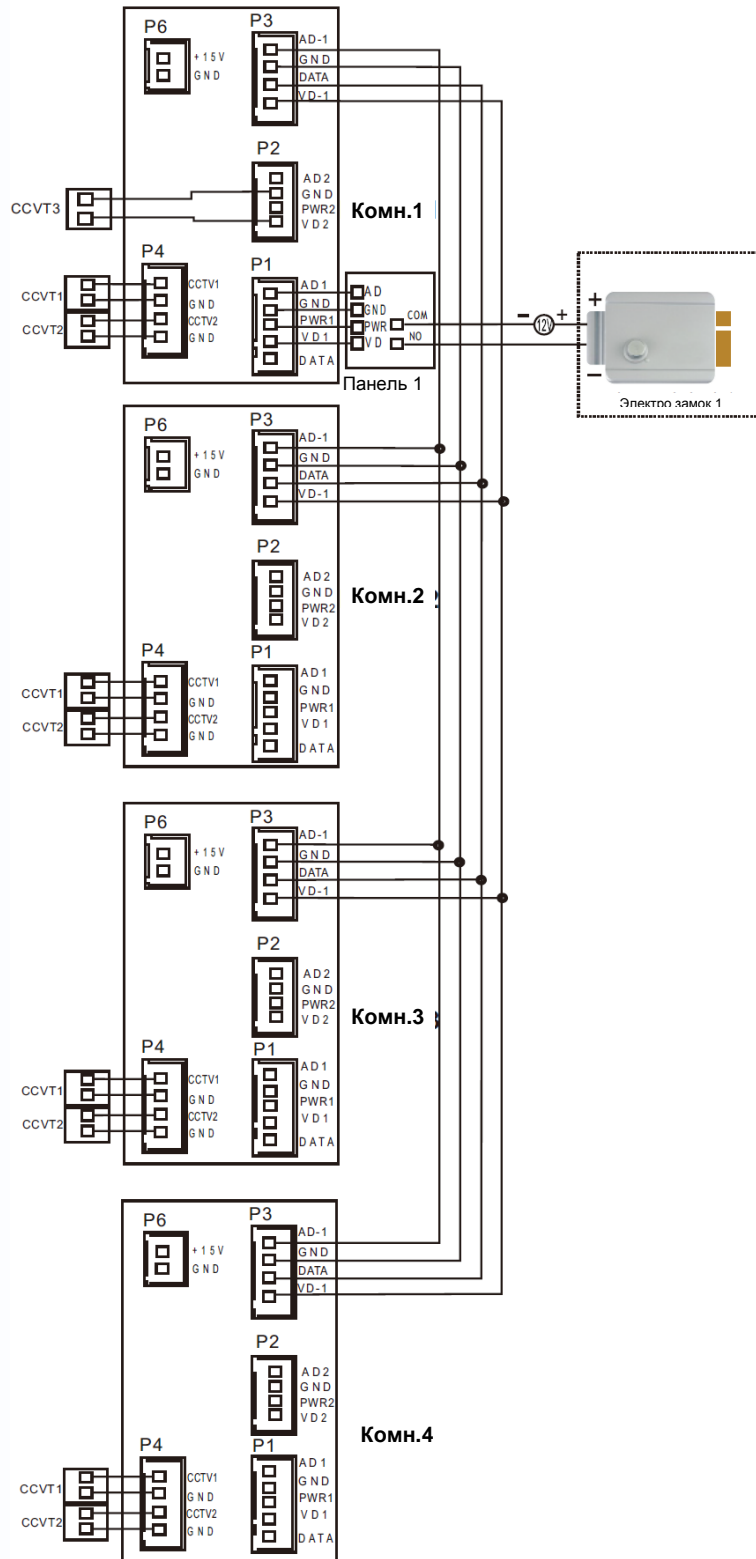 P6
+15V
GND
P3
AD-1
GND
DATA
VD-1
P2
AD2
GND
PWR2
VD2
Комн.1
CCVT3
P4
CCTV1
GND
CCTV2
GND
CCVT1
CCVT2
P1
AD1
GND
PWR1
VD1
DATA
AD
GND
PWR
VD
COM
NO
Панель 1
− 12V +
+
−
Электро замок 1
P6
+15V
GND
P3
AD-1
GND
DATA
VD-1
P2
AD2
GND
PWR2
VD2
Комн.2
P4
CCTV1
GND
CCTV2
GND
CCVT1
CCVT2
P1
AD1
GND
PWR1
VD1
DATA
P6
+15V
GND
P3
AD-1
GND
DATA
VD-1
P2
AD2
GND
PWR2
VD2
Комн.3
P4
CCTV1
GND
CCTV2
GND
CCVT1
CCVT2
P1
AD1
GND
PWR1
VD1
DATA
P6
+15V
GND
P3
AD-1
GND
DATA
VD-1
P2
AD2
GND
PWR2
VD2
Комн.4
P4
CCTV1
GND
CCTV2
GND
CCVT1
CCVT2
P1
AD1
GND
PWR1
VD1
DATA